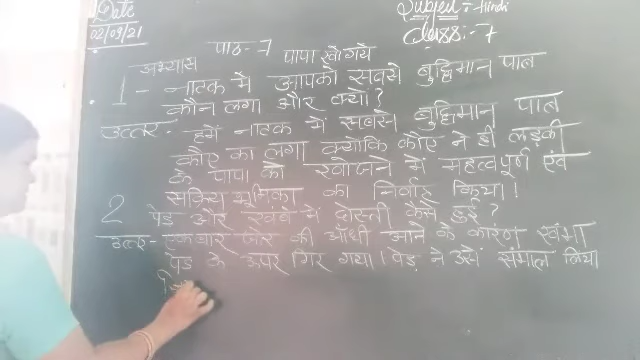 Date
02/09/21
Subject :- Hindi
Class :- 7
पाठ - 7 पापा खो गये
अभ्यास
1 - नाटक में आपको सबसे बुद्धिमान पात्र
कौन लगा और क्यों?
उत्तर - हमें नाटक में सबसे बुद्धिमान पात्र
कौए का लगा क्योंकि कौए ने ही लड़की
के पापा को खोजने में महत्वपूर्ण एवं
सक्रिय भूमिका का निर्वाह किया।
2 पेड़ और खंबे में दोस्ती कैसे हुई?
उत्तर - एकबार जोर की आँधी आने के कारण खंभा
पेड़ के ऊपर गिर गया। पेड़ ने उसे संभाल लिया